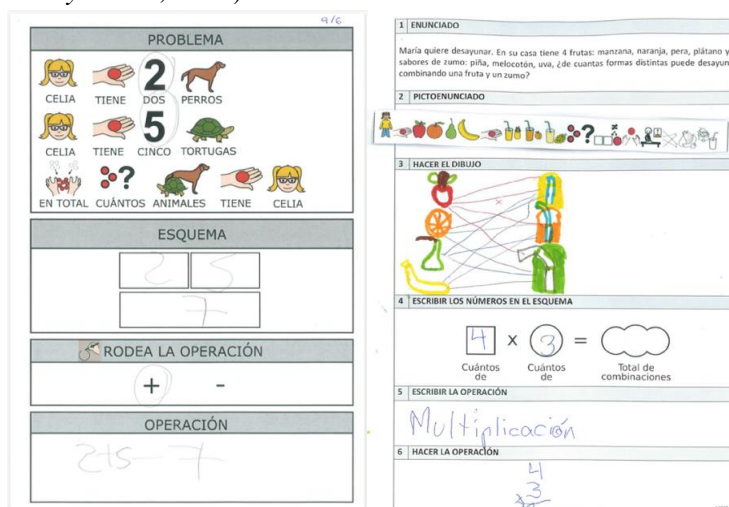 9/6
PROBLEMA
2
CELIA TIENE DOS PERROS
5
CELIA TIENE CINCO TORTUGAS
?
EN TOTAL CUÁNTOS ANIMALES TIENE CELIA
ESQUEMA
2 5
7
RODEA LA OPERACIÓN
+ -
OPERACIÓN
2+5 7
1 ENUNCIADO
María quiere desayunar. En su casa tiene 4 frutas: manzana, naranja, pera, plátano y
sabores de zumo: piña, melocotón, uva, ¿de cuantas formas distintas puede desayun
combinando una fruta y un zumo?
2 PICTOENUNCIADO
?
3 HACER EL DIBUJO
4 ESCRIBIR LOS NÚMEROS EN EL ESQUEMA
4 x 3 =
Cuántos Cuántos Total de
de de combinaciones
5 ESCRIBIR LA OPERACIÓN
Multiplicación
6 HACER LA OPERACIÓN
4
x 3